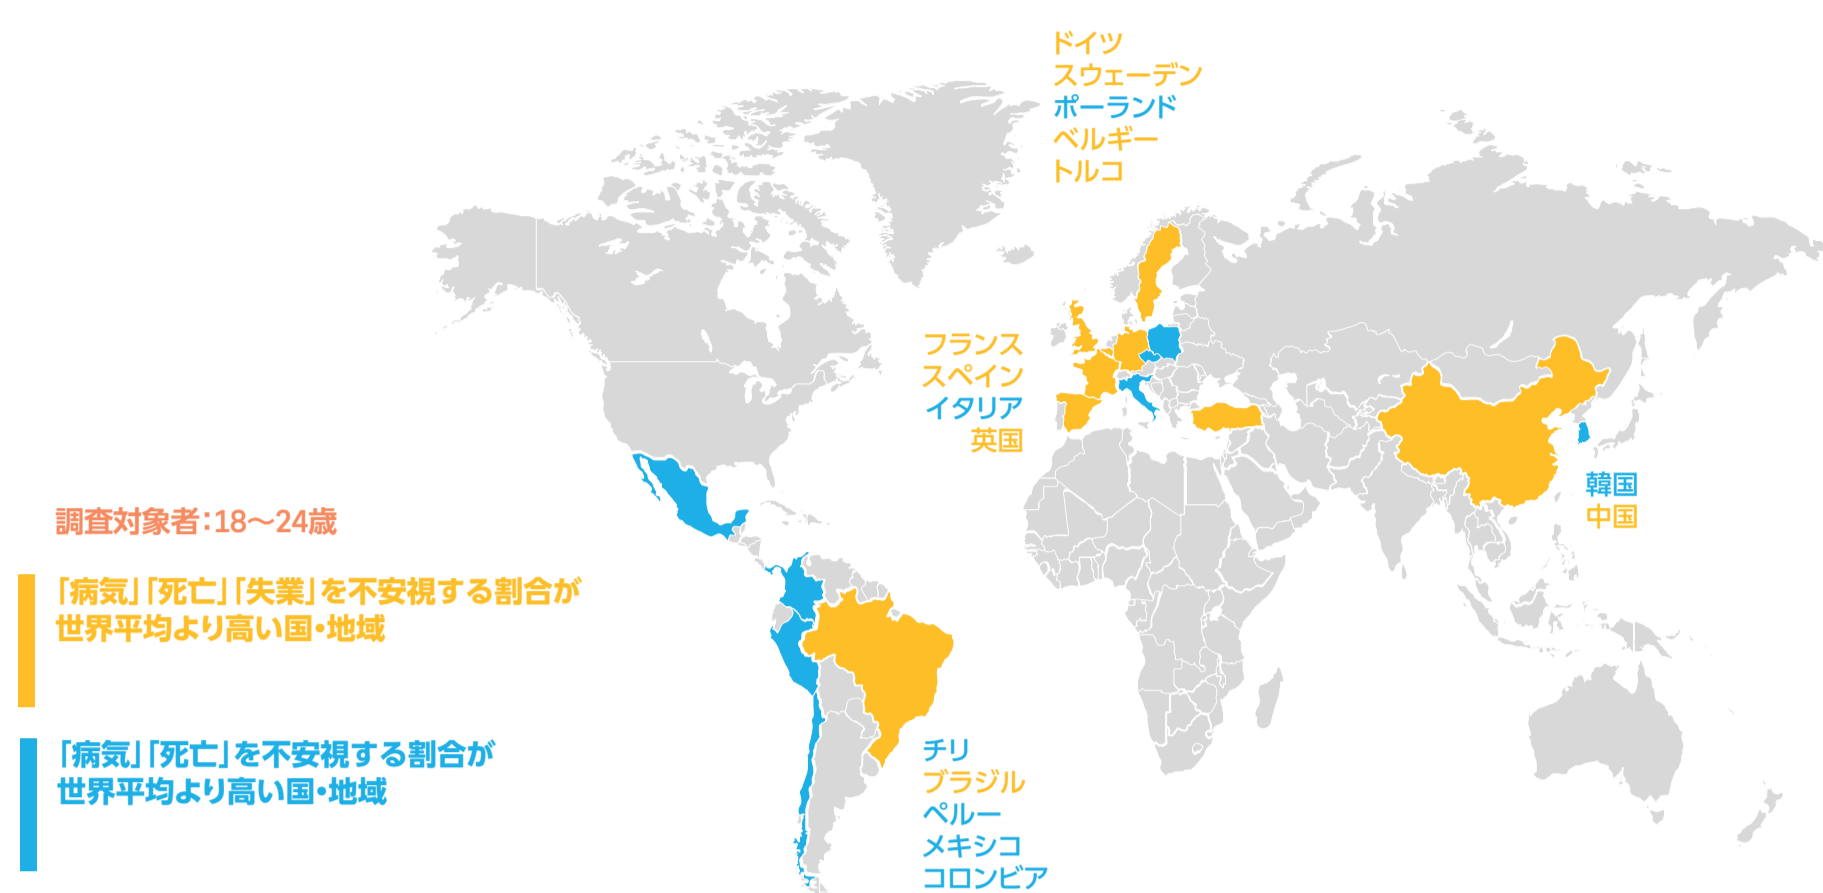 ドイツ
スウェーデン
ポーランド
ベルギー
トルコ
フランス
スペイン
イタリア
英国
韓国
中国
調査対象者：18〜24歳
「病気」「死亡」「失業」を不安視する割合が
世界平均より高い国・地域
「病気」「死亡」を不安視する割合が
世界平均より高い国・地域
チリ
ブラジル
ペルー
メキシコ
コロンビア